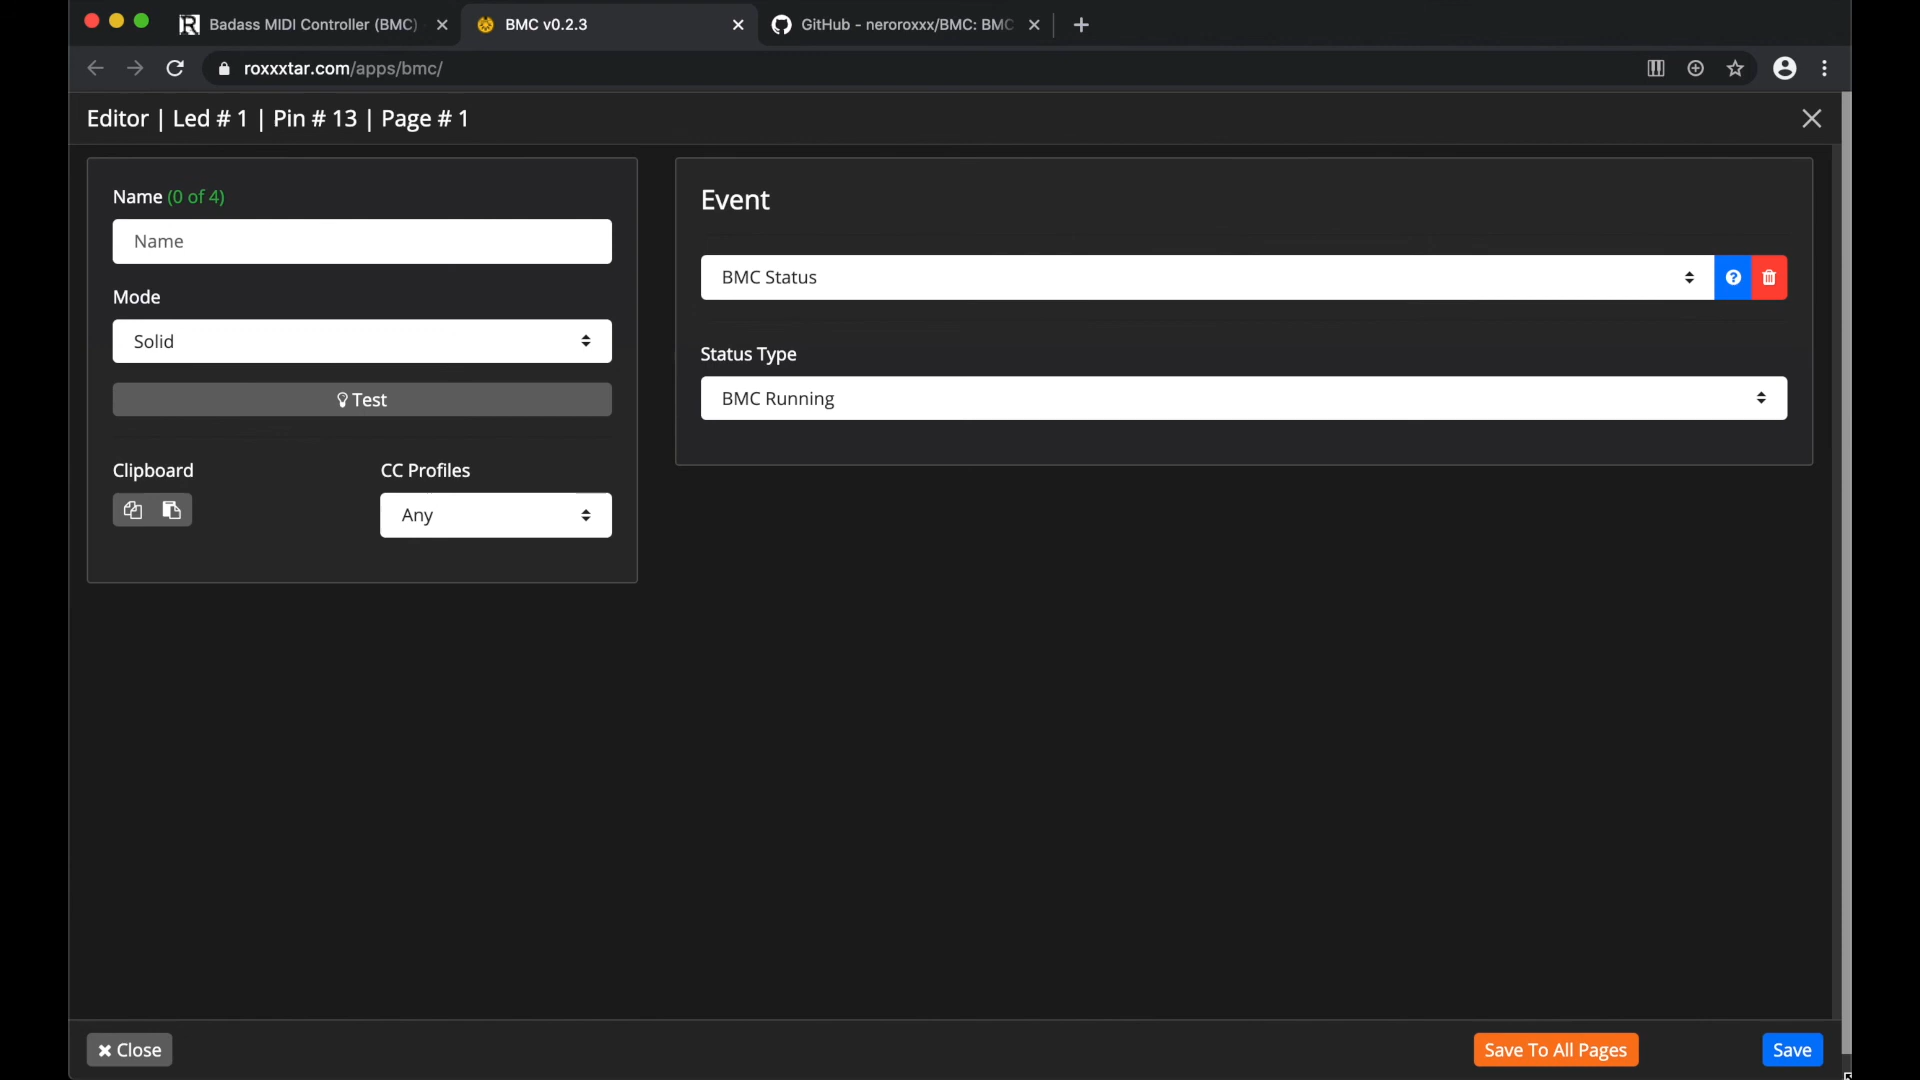 Badass MIDI Controller (BMC)
BMC v0.2.3
GitHub - neroroxxx/BMC: BMC
roxxxtar.com/apps/bmc/
Editor | Led # 1 | Pin # 13 | Page # 1
Name (0 of 4)
Name
Mode
Solid
Test
Clipboard
CC Profiles
Any
Event
BMC Status
Status Type
BMC Running
Close
Save To All Pages
Save